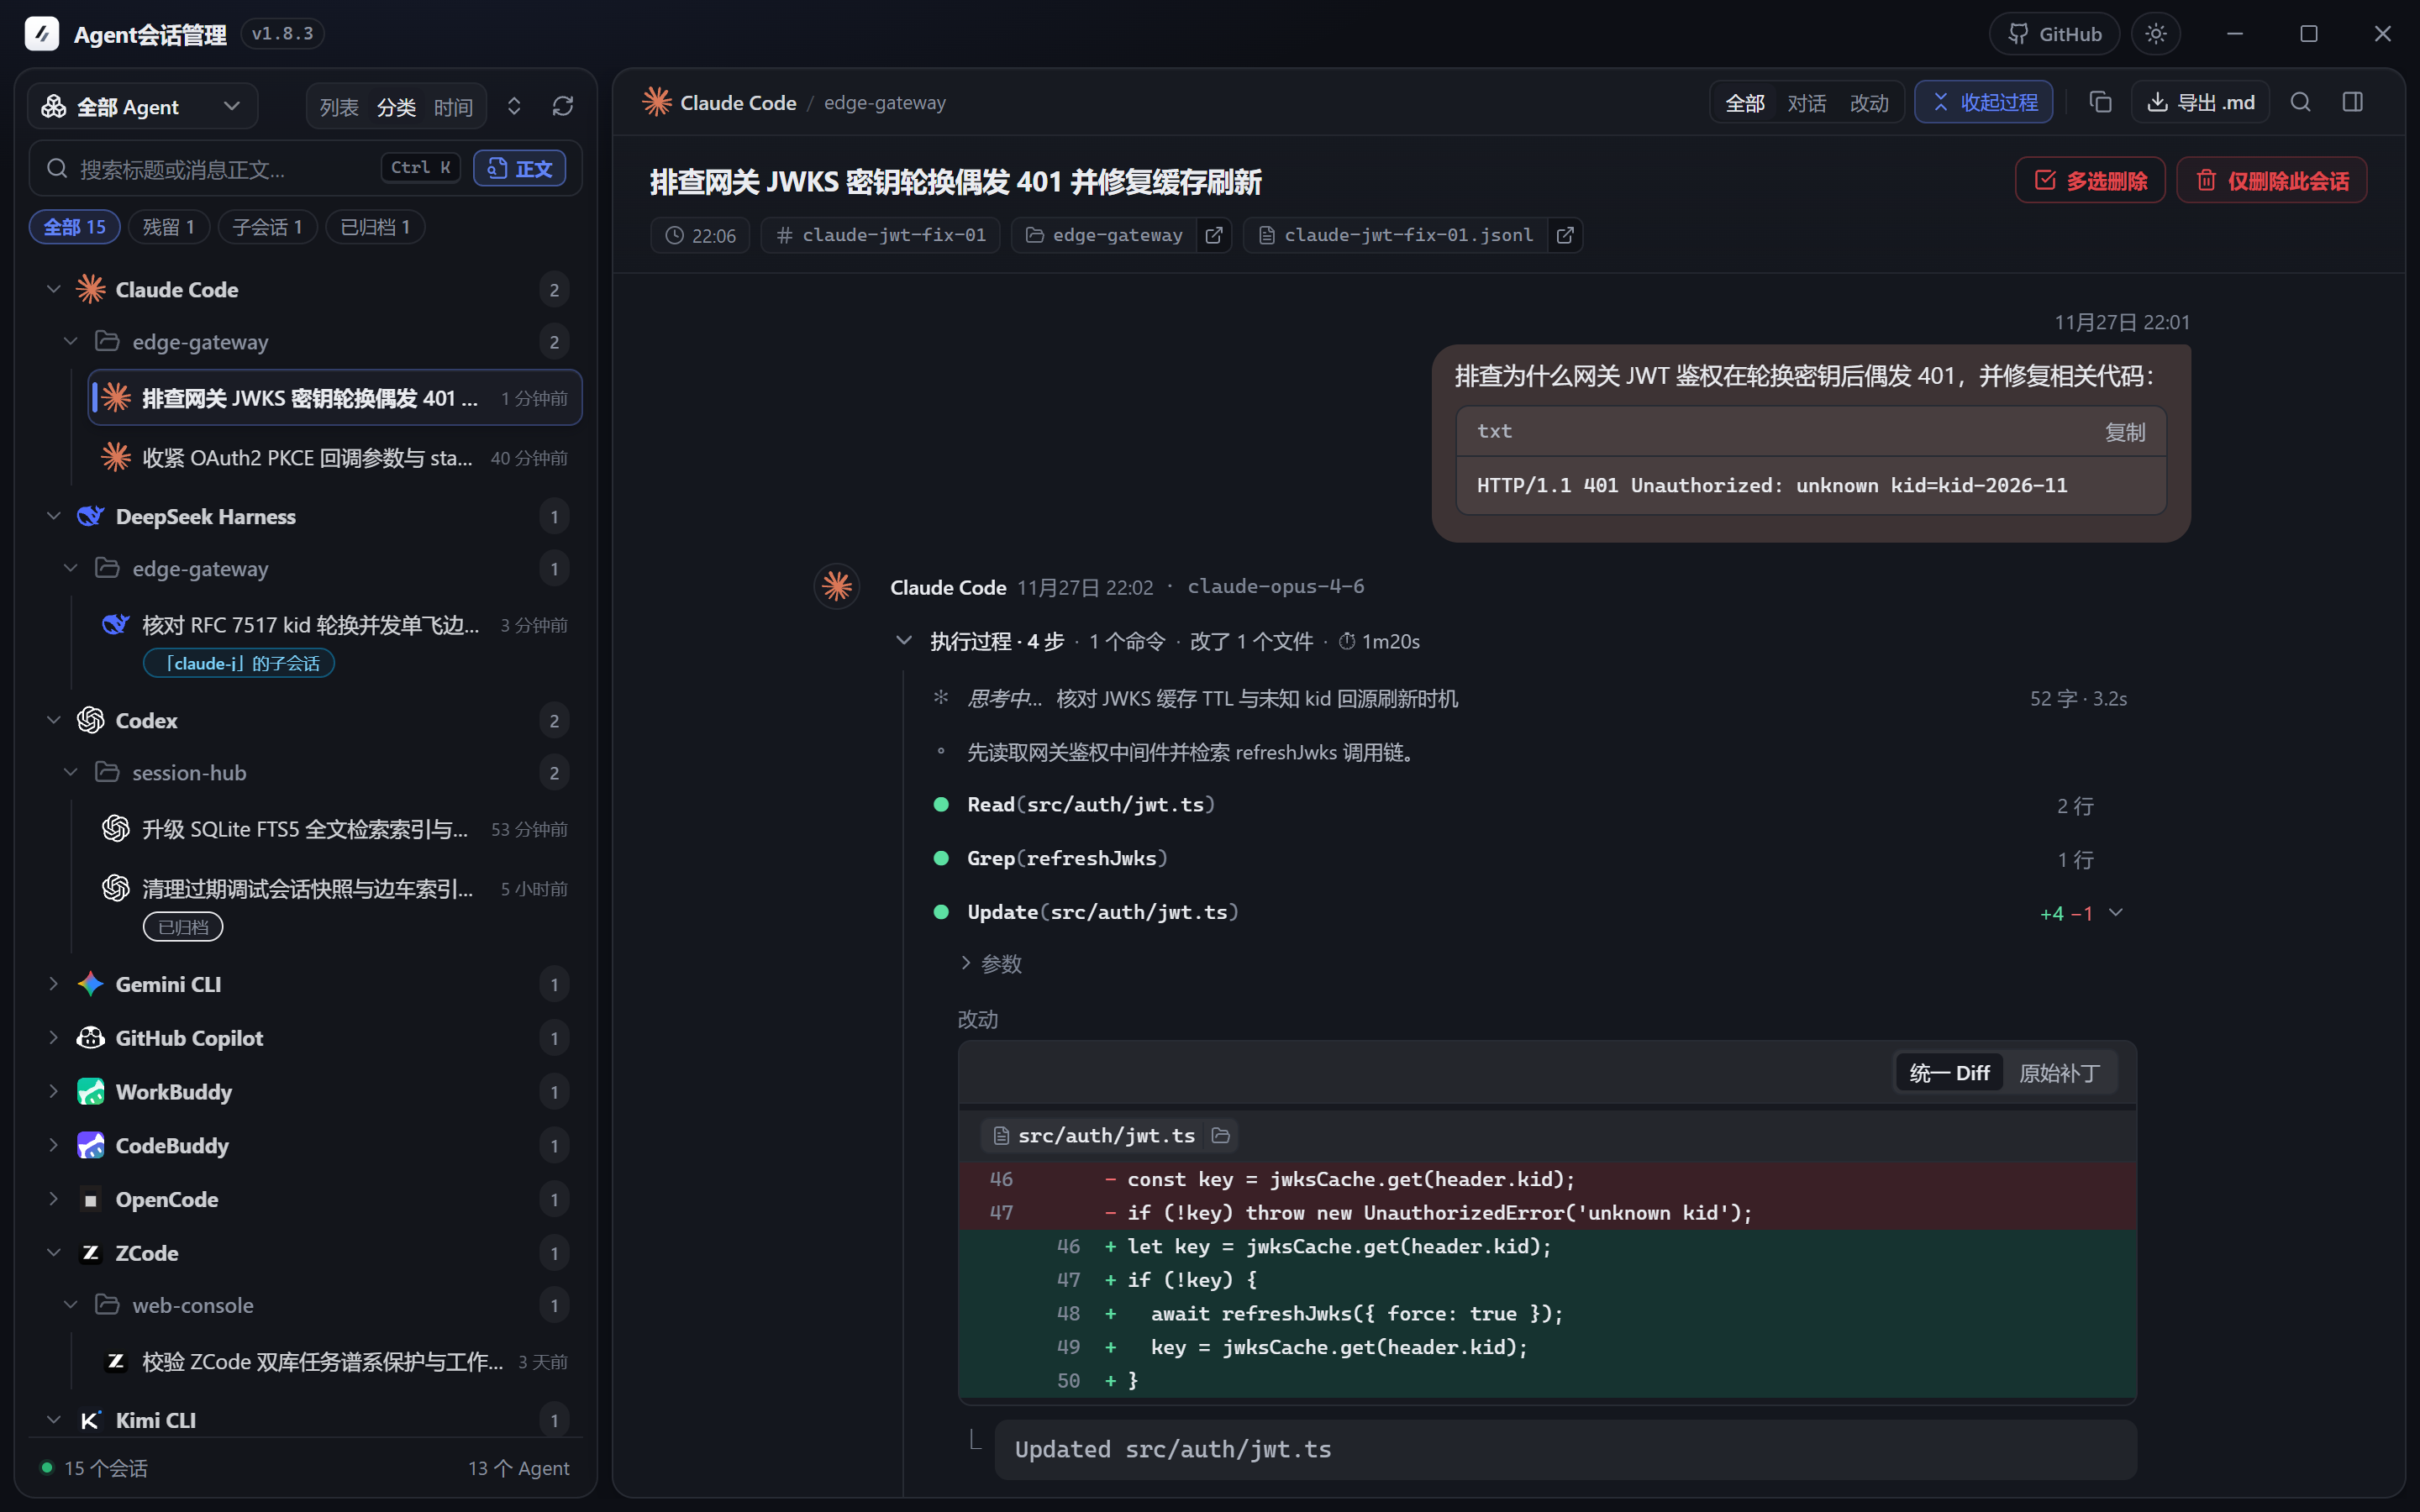 Agent会话管理 v1.8.3 GitHub
全部 Agent 列表 分类 时间
搜索标题或消息正文... Ctrl K 正文
全部 15 残留 1 子会话 1 已归档 1
Claude Code 2
edge-gateway 2
排查网关 JWKS 密钥轮换偶发 401 ... 1 分钟前
收紧 OAuth2 PKCE 回调参数与 sta... 40 分钟前
DeepSeek Harness 1
edge-gateway 1
核对 RFC 7517 kid 轮换并发单飞边... 3 分钟前
「claude-j」的子会话
Codex 2
session-hub 2
升级 SQLite FTS5 全文检索索引与... 53 分钟前
清理过期调试会话快照与边车索引... 5 小时前
已归档
Gemini CLI 1
GitHub Copilot 1
WorkBuddy 1
CodeBuddy 1
OpenCode 1
ZCode 1
web-console 1
校验 ZCode 双库任务谱系保护与工作... 3 天前
Kimi CLI 1
15 个会话 13 个 Agent
Claude Code / edge-gateway 全部 对话 改动 收起过程 导出 .md
排查网关 JWKS 密钥轮换偶发 401 并修复缓存刷新 多选删除 仅删除此会话
22:06 # claude-jwt-fix-01 edge-gateway claude-jwt-fix-01.jsonl
11月27日 22:01
排查为什么网关 JWT 鉴权在轮换密钥后偶发 401，并修复相关代码：
txt 复制
HTTP/1.1 401 Unauthorized: unknown kid=kid-2026-11
Claude Code 11月27日 22:02 · claude-opus-4-6
执行过程 · 4 步 · 1 个命令 · 改了 1 个文件 · 1m20s
思考中... 核对 JWKS 缓存 TTL 与未知 kid 回源刷新时机 52 字 · 3.2s
先读取网关鉴权中间件并检索 refreshJwks 调用链。
Read(src/auth/jwt.ts) 2 行
Grep(refreshJwks) 1 行
Update(src/auth/jwt.ts) +4 −1
参数
改动
统一 Diff 原始补丁
src/auth/jwt.ts
46 - const key = jwksCache.get(header.kid);
47 - if (!key) throw new UnauthorizedError('unknown kid');
46 + let key = jwksCache.get(header.kid);
47 + if (!key) {
48 + await refreshJwks({ force: true });
49 + key = jwksCache.get(header.kid);
50 + }
Updated src/auth/jwt.ts